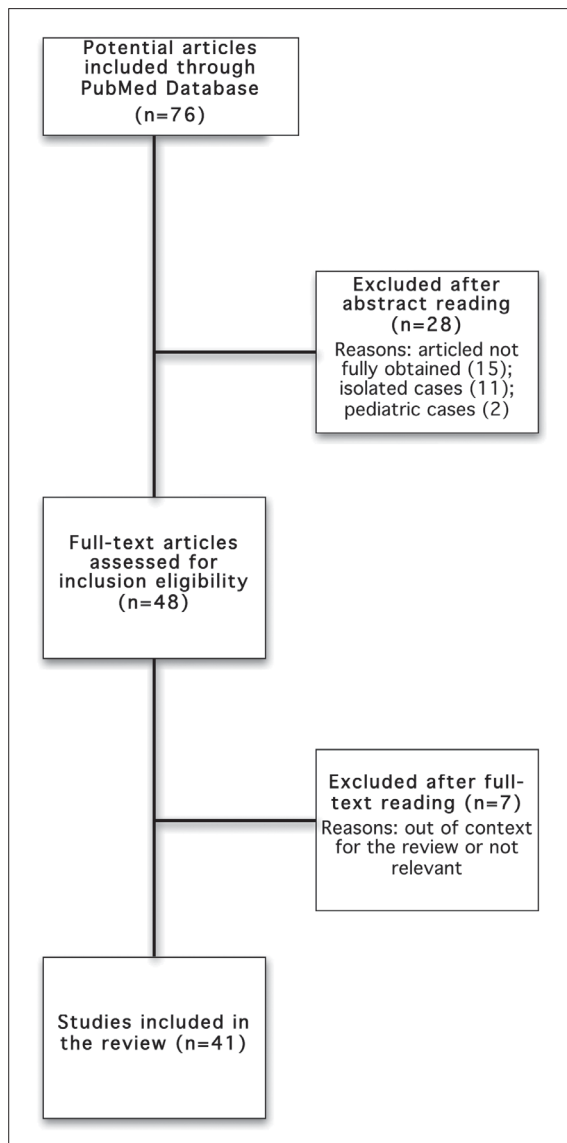 Potential articles
included through
PubMed Database
(n=76)
Excluded after
abstract reading
(n=28)
Reasons: articled not
fully obtained (15);
isolated cases (11);
pediatric cases (2)
Full-text articles
assessed for
inclusion eligibility
(n=48)
Excluded after full-
text reading (n=7)
Reasons: out of context
for the review or not
relevant
Studies included in
the review (n=41)